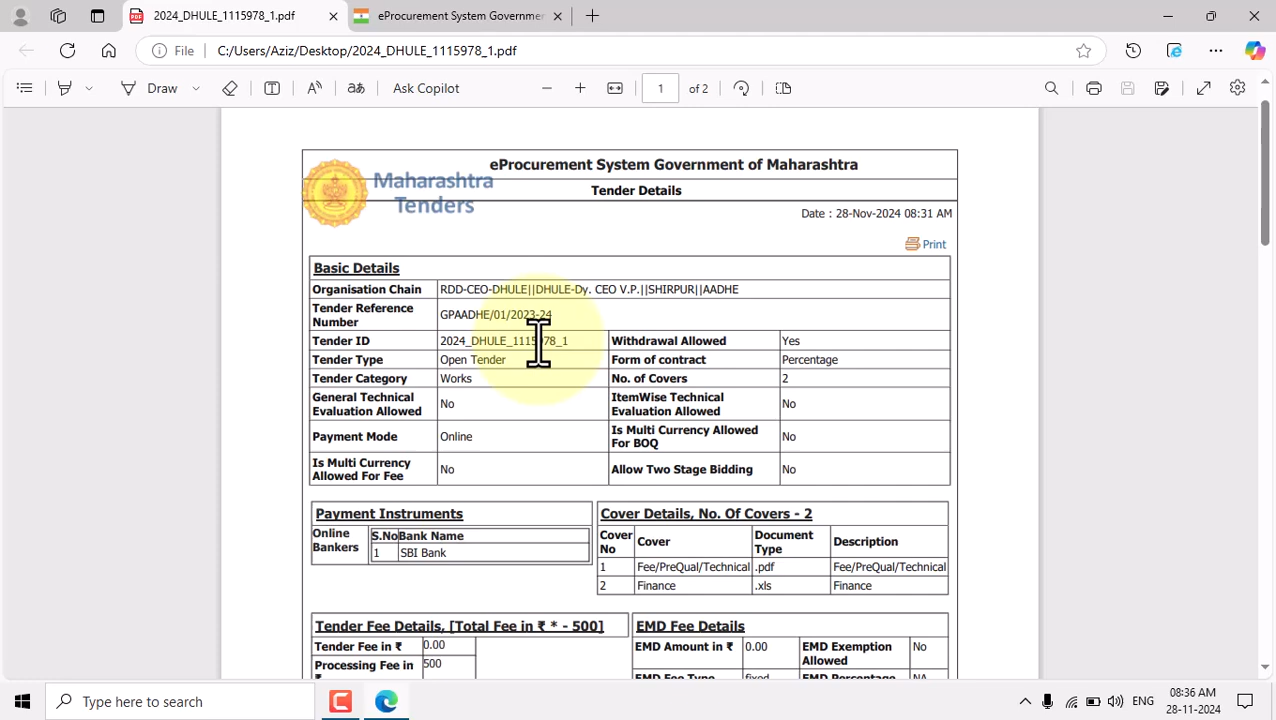 2024_DHULE_1115978_1.pdf
eProcurement System Governme
File
C:/Users/Aziz/Desktop/2024_DHULE_1115978_1.pdf
Draw
Ask Copilot
1 of 2
eProcurement System Government of Maharashtra
Maharashtra
Tenders
Tender Details
Date : 28-Nov-2024 08:31 AM
Print
Basic Details
Organisation Chain RDD-CEO-DHULE||DHULE-Dy. CEO V.P.||SHIRPUR||AADHE
Tender Reference
Number GPAADHE/01/2023-24
Tender ID 2024_DHULE_1115978_1 Withdrawal Allowed Yes
Tender Type Open Tender Form of contract Percentage
Tender Category Works No. of Covers 2
General Technical
Evaluation Allowed No
ItemWise Technical
Evaluation Allowed No
Payment Mode Online
Is Multi Currency Allowed
For BOQ No
Is Multi Currency
Allowed For Fee No
Allow Two Stage Bidding No
Payment Instruments
Online
Bankers
S.No Bank Name
1 SBI Bank
Cover Details, No. Of Covers - 2
Cover
No
Cover
Document
Type
Description
1 Fee/PreQual/Technical .pdf Fee/PreQual/Technical
2 Finance .xls Finance
Tender Fee Details, [Total Fee in ₹ * - 500]
Tender Fee in ₹ 0.00
Processing Fee in
₹ 500
EMD Fee Details
EMD Amount in ₹ 0.00
EMD Exemption
Allowed No
EMD Fee Type fixed EMD Percentage NA
Type here to search
ENG
08:36 AM
28-11-2024